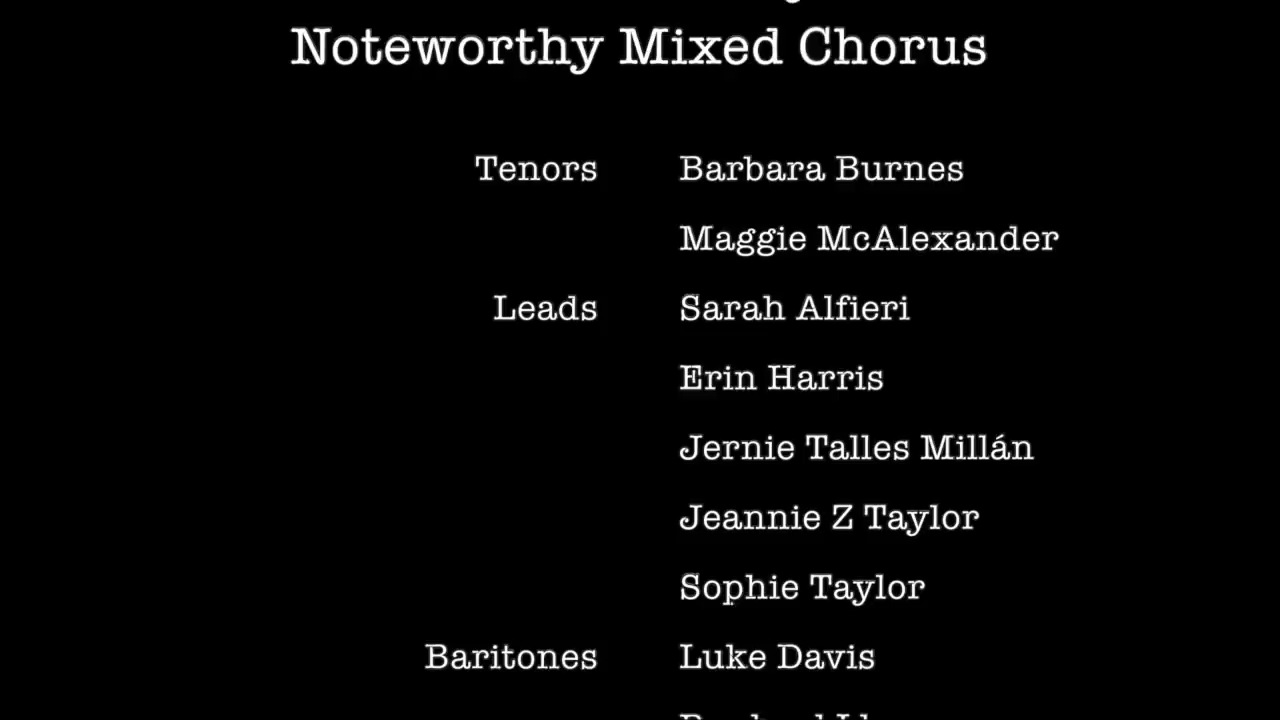 Noteworthy Mixed Chorus
Tenors Barbara Burnes
Maggie McAlexander
Leads Sarah Alfieri
Erin Harris
Jernie Talles Millán
Jeannie Z Taylor
Sophie Taylor
Baritones Luke Davis